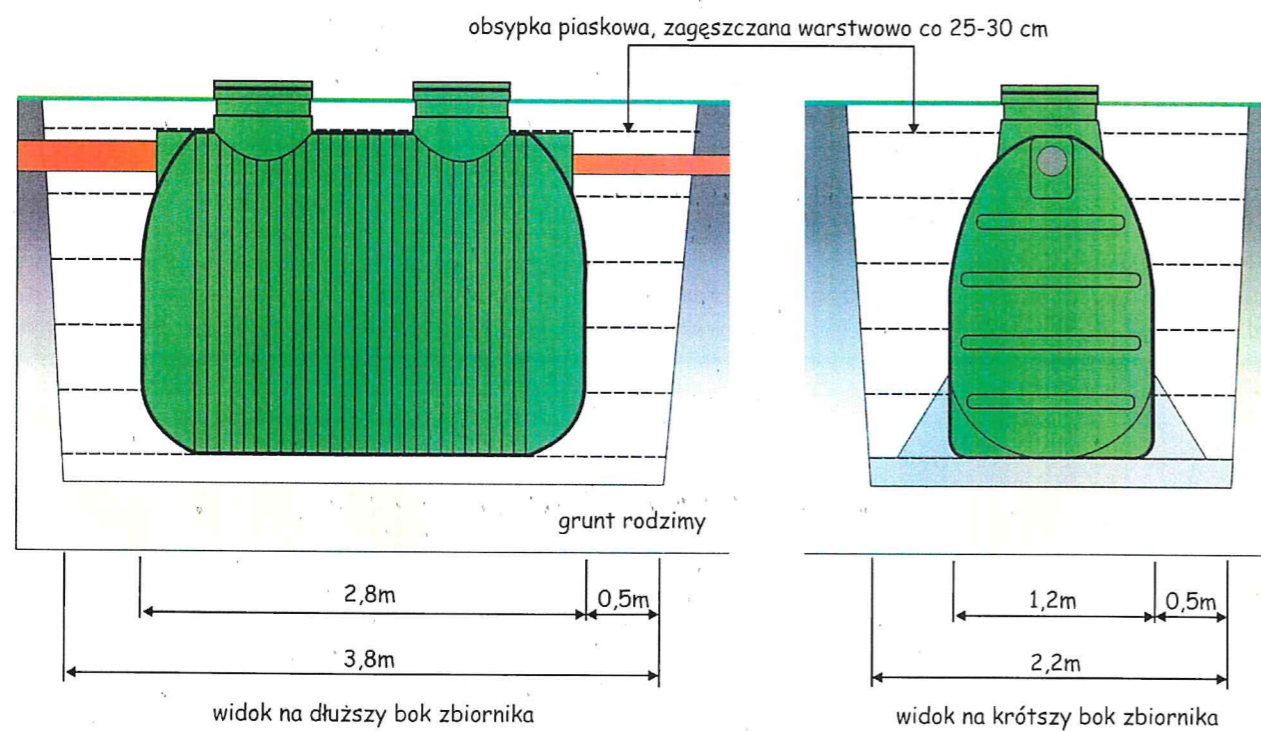 obsypka piaskowa, zagęszczana warstwowo co 25-30 cm
grunt rodzimy
2,8m
0,5m
3,8m
widok na dłuższy bok zbiornika
1,2m
0,5m
2,2m
widok na krótszy bok zbiornika